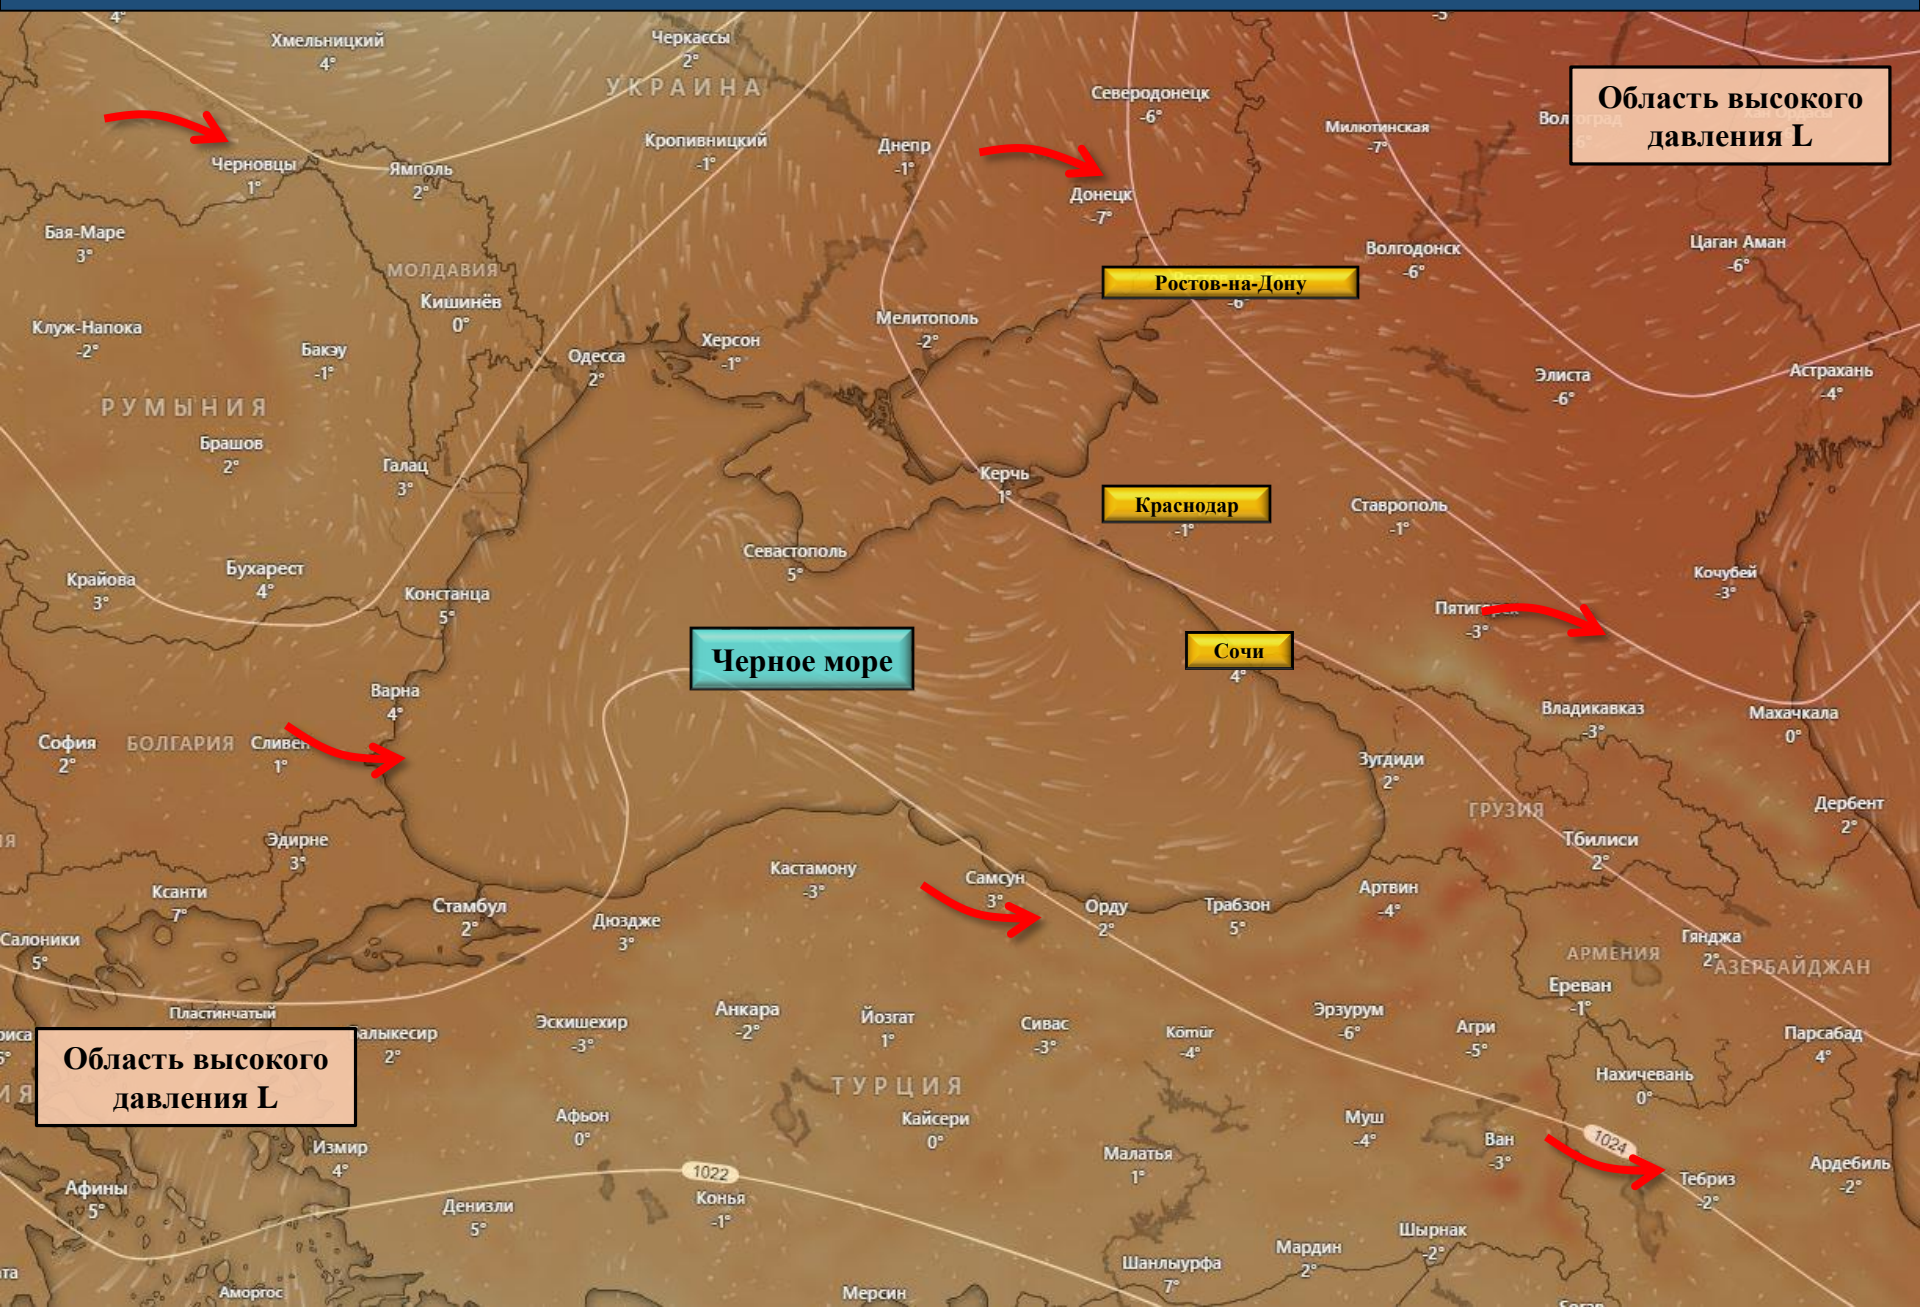 4°
-5
Хмельницкий
4°
Черкассы
2°
УКРАИНА
Северодонецк
-6°
Область высокого
давления L
Милютинская
-7°
Кропивницкий
-1°
Днепр
-1°
Черновцы
1°
Ямполь
2°
Донецк
-7°
Бая-Маре
3°
Волгодонск
-6°
Цаган Аман
-6°
МОЛДАВИЯ
Ростов-на-Дону
-6°
Кишинёв
0°
Клуж-Напока
-2°
Мелитополь
-2°
Бакэу
-1°
Одесса
2°
Херсон
-1°
Элиста
-6°
Астрахань
-4°
РУМЫНИЯ
Брашов
2°
Галац
3°
Керчь
1°
Краснодар
-1°
Ставрополь
-1°
Севастополь
5°
Бухарест
4°
Крайова
3°
Констанца
5°
Кочубей
-3°
Пятигорск
-3°
Черное море
Сочи
4°
Варна
4°
Владикавказ
-3°
Махачкала
0°
София
2°
БОЛГАРИЯ
Сливен
1°
Зугдиди
2°
ГРУЗИЯ
Дербент
2°
Эдирне
3°
Тбилиси
2°
Кастамону
-3°
Самсун
3°
Артвин
-4°
Ксанти
7°
Стамбул
2°
Дюздже
3°
Орду
2°
Трабзон
5°
Салоники
5°
Гянджа
2°
АРМЕНИЯ
АЗЕРБАЙДЖАН
Ереван
-1°
Пластинчатый
Эскишехир
-3°
Анкара
-2°
Йозгат
1°
Сивас
-3°
Kömür
-4°
Эрзурум
-6°
Агри
-5°
Парсабад
4°
алыкесир
2°
Область высокого
давления L
ТУРЦИЯ
Нахичевань
0°
Афьон
0°
Кайсери
0°
Муш
-4°
Ван
-3°
1024
Измир
4°
Малатья
1°
Тебриз
-2°
Ардебиль
-2°
1022
Афины
5°
Денизли
5°
Конья
-1°
Шырнак
-2°
Мардин
2°
Шанлыурфа
7°
Аморгос
Мерсин